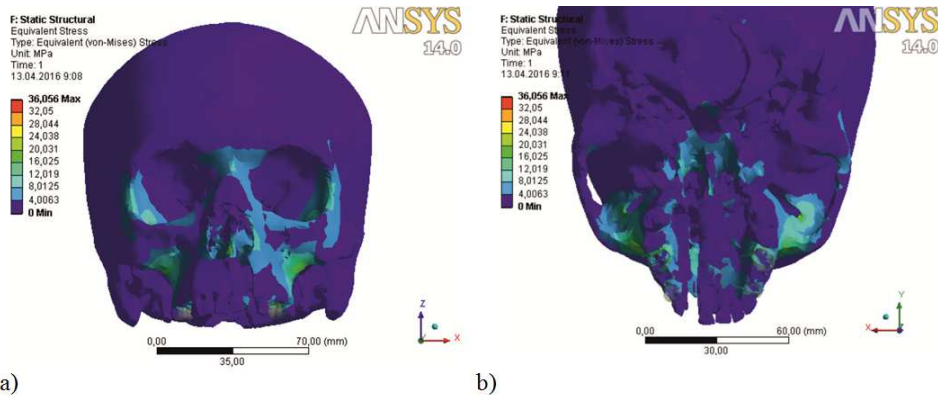 F: Static Structural
Equivalent Stress
Type: Equivalent (von-Mises) Stress
Unit: MPa
Time: 1
13.04.2016 9:08
36,056 Max
32,05
28,044
24,038
20,031
16,025
12,019
8,0125
4,0063
0 Min
ANSYS
14.0
Z
X
0,00
70,00 (mm)
35,00
a)
F: Static Structural
Equivalent Stress
Type: Equivalent (von-Mises) Stress
Unit: MPa
Time: 1
13.04.2016
36,056 Max
32,05
28,044
24,038
20,031
16,025
12,019
8,0125
4,0063
0 Min
ANSYS
14.0
Y
X
Z
0,00
60,00 (mm)
30,00
b)